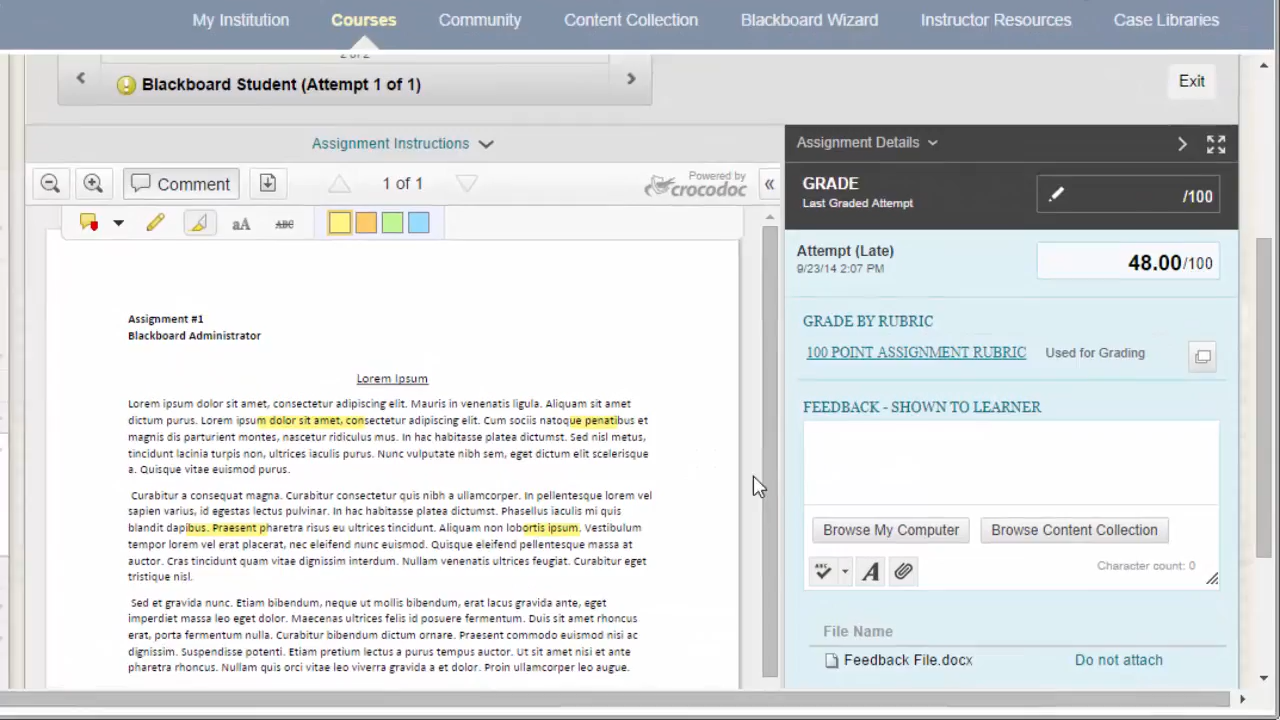 My Institution Courses Community Content Collection Blackboard Wizard Instructor Resources Case Libraries
2 of 2
Blackboard Student (Attempt 1 of 1)
Exit
Assignment Instructions
Comment
1 of 1
Powered by
crocodoc
aA
ABC
Assignment #1
Blackboard Administrator
Lorem Ipsum
Lorem ipsum dolor sit amet, consectetur adipiscing elit. Mauris in venenatis ligula. Aliquam sit amet
dictum purus. Lorem ipsum dolor sit amet, consectetur adipiscing elit. Cum sociis natoque penatibus et
magnis dis parturient montes, nascetur ridiculus mus. In hac habitasse platea dictumst. Sed nisl metus,
tincidunt lacinia turpis non, ultrices iaculis purus. Nunc vulputate nibh sem, eget dictum elit scelerisque
a. Quisque vitae euismod purus.
Curabitur a consequat magna. Curabitur consectetur quis nibh a ullamcorper. In pellentesque lorem vel
sapien varius, id egestas lectus pulvinar. In hac habitasse platea dictumst. Phasellus iaculis mi quis
blandit dapibus. Praesent pharetra risus eu ultrices tincidunt. Aliquam non lobortis ipsum. Vestibulum
tempor lorem vel erat placerat, nec eleifend nunc euismod. Quisque eleifend pellentesque massa at
auctor. Cras tincidunt quam vitae dignissim interdum. Nullam venenatis ultrices feugiat. Curabitur eget
tristique nisl.
Sed et gravida nunc. Etiam bibendum, neque ut mollis bibendum, erat lacus gravida ante, eget
imperdiet massa leo eget dolor. Maecenas ultrices felis id posuere fermentum. Duis sit amet rhoncus
erat, porta fermentum nulla. Curabitur bibendum dictum ornare. Praesent commodo euismod nisi ac
dignissim. Suspendisse potenti. Etiam pretium lectus a purus tempus auctor. Ut sit amet nisi et ante
pharetra rhoncus. Nullam quis orci vitae leo viverra gravida a et dolor. Proin ullamcorper leo augue.
Assignment Details
GRADE
Last Graded Attempt
/100
Attempt (Late)
9/23/14 2:07 PM
48.00/100
GRADE BY RUBRIC
100 POINT ASSIGNMENT RUBRIC Used for Grading
FEEDBACK - SHOWN TO LEARNER
Browse My Computer Browse Content Collection
ABC A
Character count: 0
File Name
Feedback File.docx Do not attach